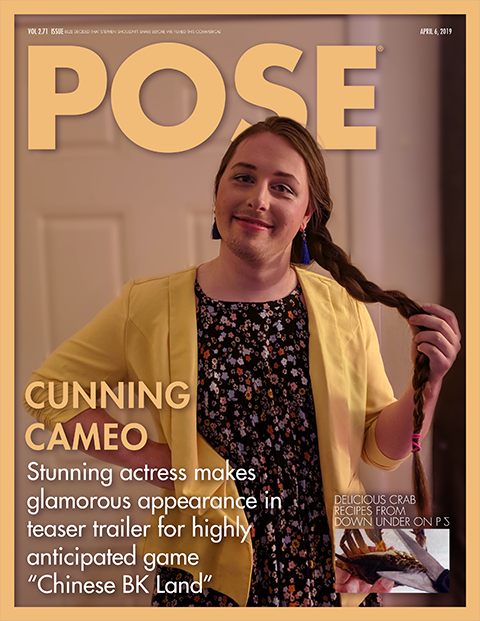 VOL 2.71 ISSUE
APRIL 6, 2019
POSE®
CUNNING
CAMEO
Stunning actress makes
glamorous appearance in
teaser trailer for highly
anticipated game
“Chinese BK Land”
DELICIOUS CRAB
RECIPES FROM
DOWN UNDER ON P